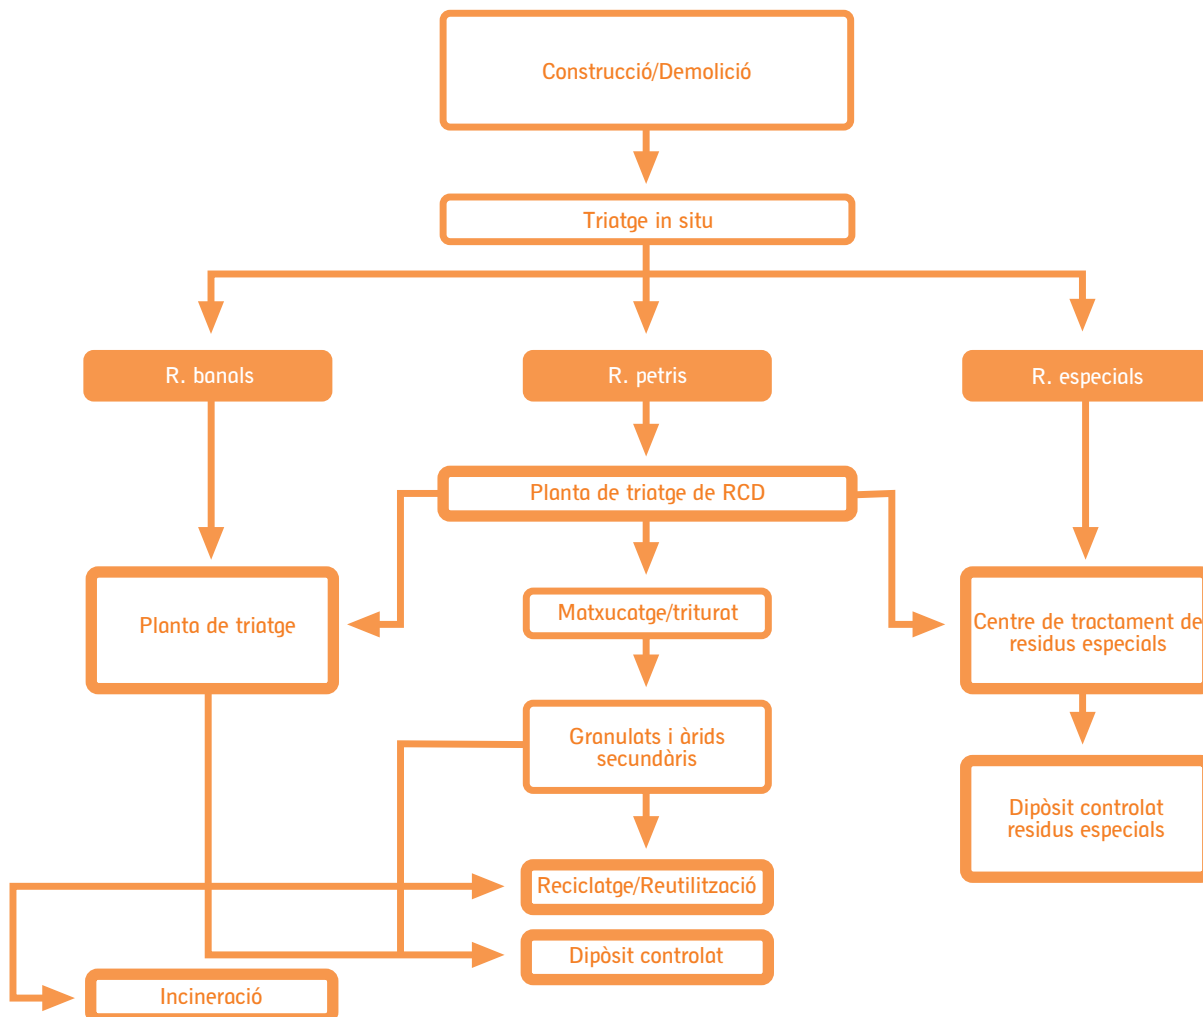 Construcció/Demolició
Triatge in situ
R. banals
R. petris
R. especials
Planta de triatge de RCD
Planta de triatge
Matxucatge/triturat
Centre de tractament de
residus especials
Granulats i àrids
secundàris
Dipòsit controlat
residus especials
Reciclatge/Reutilització
Dipòsit controlat
Incineració